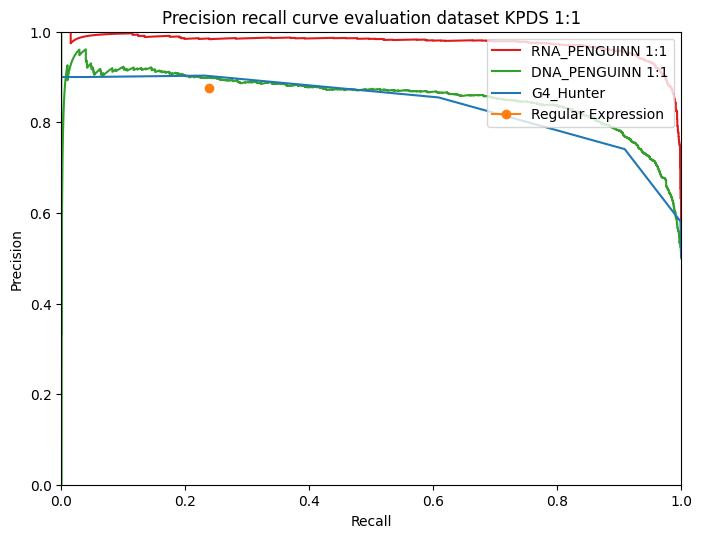 Precision recall curve evaluation dataset KPDS 1:1
RNA_PENGUINN 1:1
DNA_PENGUINN 1:1
G4_Hunter
Regular Expression
Precision
1.0
0.8
0.6
0.4
0.2
0.0
0.0 0.2 0.4 0.6 0.8 1.0
Recall